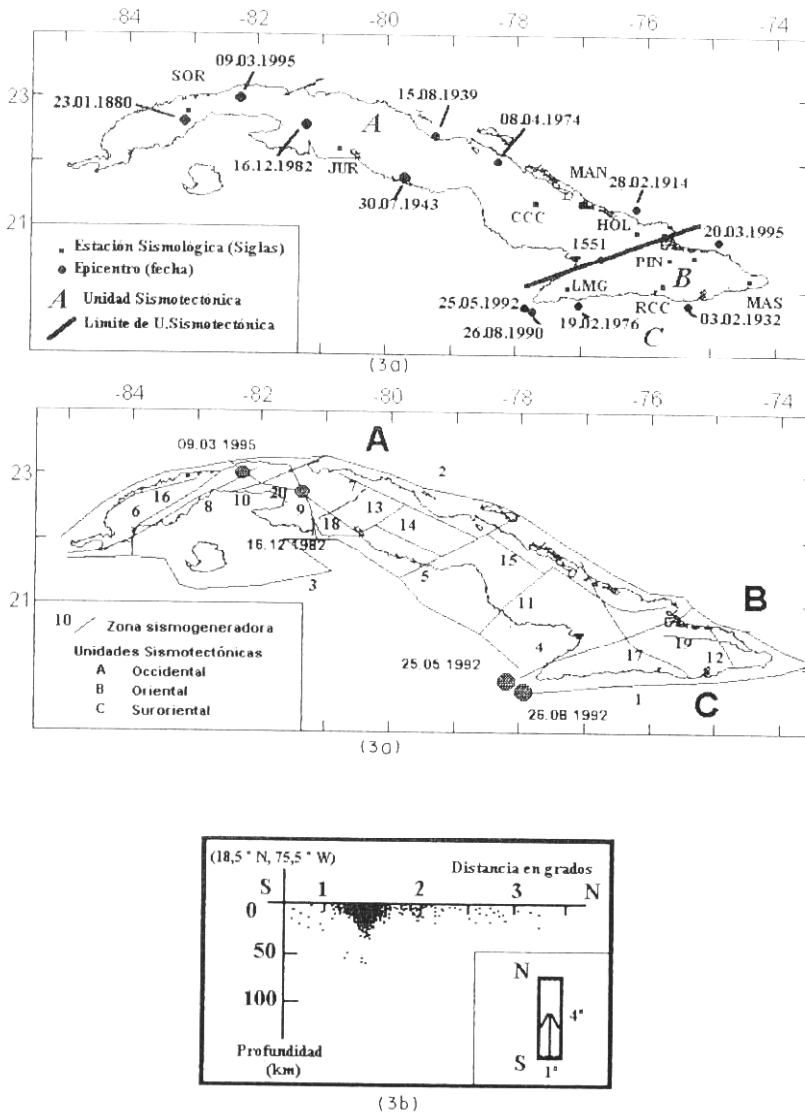 -84 -82 -80 -78 -76 -74
09.03.1995
SOR
23
23.01.1880
15.08.1939
A
08.04.1974
16.12.1982
JUR
MAN
28.02.1914
30.07.1943
CCC
HOL
21
20.03.1995
1551
PIN
B
Estación Sismológica (Siglas)
Epicentro (fecha)
A Unidad Sismotectónica
Límite de U.Sismotectónica
LMG
RCC
MAS
25.05.1992
26.08.1990
19.02.1976
C
03.02.1932
(3a)
-84 -82 -80 -78 -76 -74
A
09.03 1995
23
2
16
6
8
10
20
9
7
13
18
14
16.12 1982
15
5
3
11
21
B
4
19
17
12
10 Zona sismogeneradora
Unidades Sismotectónicas
A Occidental
B Oriental
C Suroriental
25 05 1992
26.08 1992
1
C
(3a)
(18,5 ° N, 75,5 ° W)
Distancia en grados
S 1 2 3 N
0
50
100
Profundidad
(km)
N
4°
S
1°
(3b)